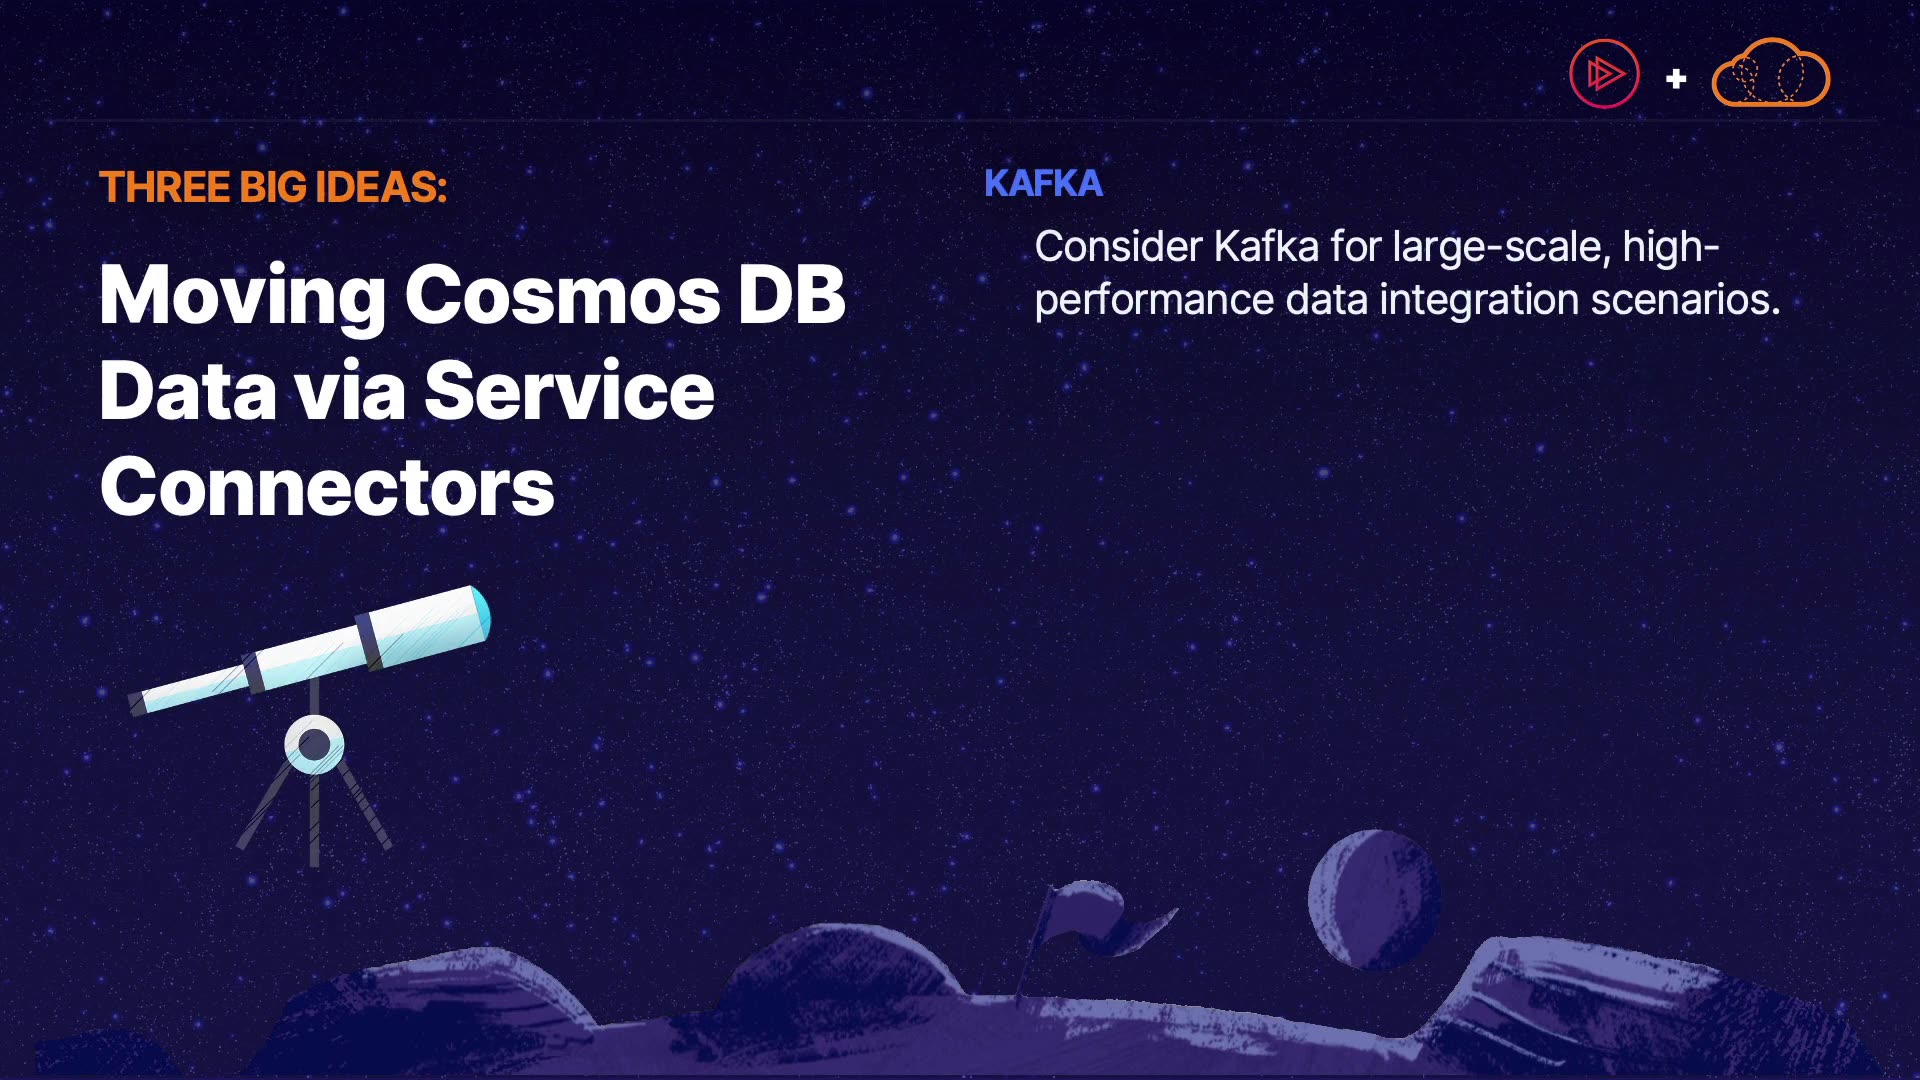 THREE BIG IDEAS:
Moving Cosmos DB
Data via Service
Connectors
KAFKA
Consider Kafka for large-scale, high-
performance data integration scenarios.